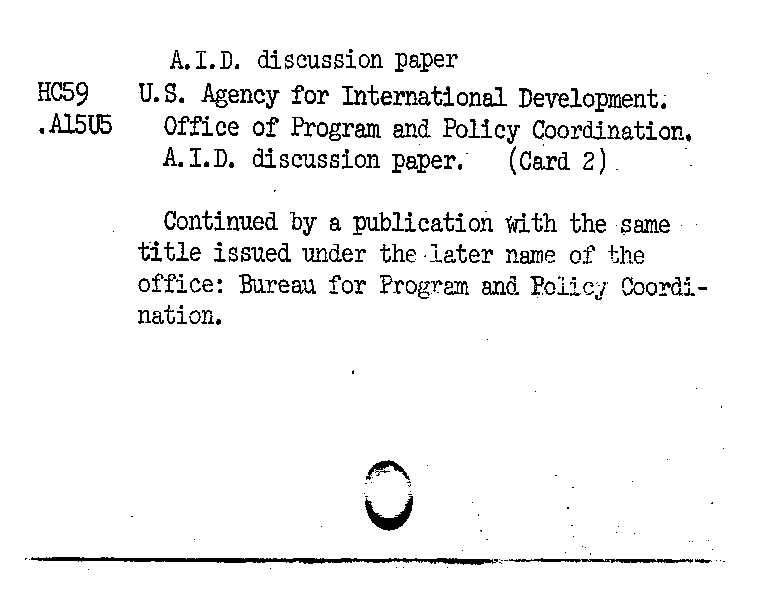 A.I.D. discussion paper
HC59 U.S. Agency for International Development.
.A15U5 Office of Program and Policy Coordination.
A.I.D. discussion paper. (Card 2)
Continued by a publication with the same
title issued under the later name of the
office: Bureau for Program and Policy Coordi-
nation.